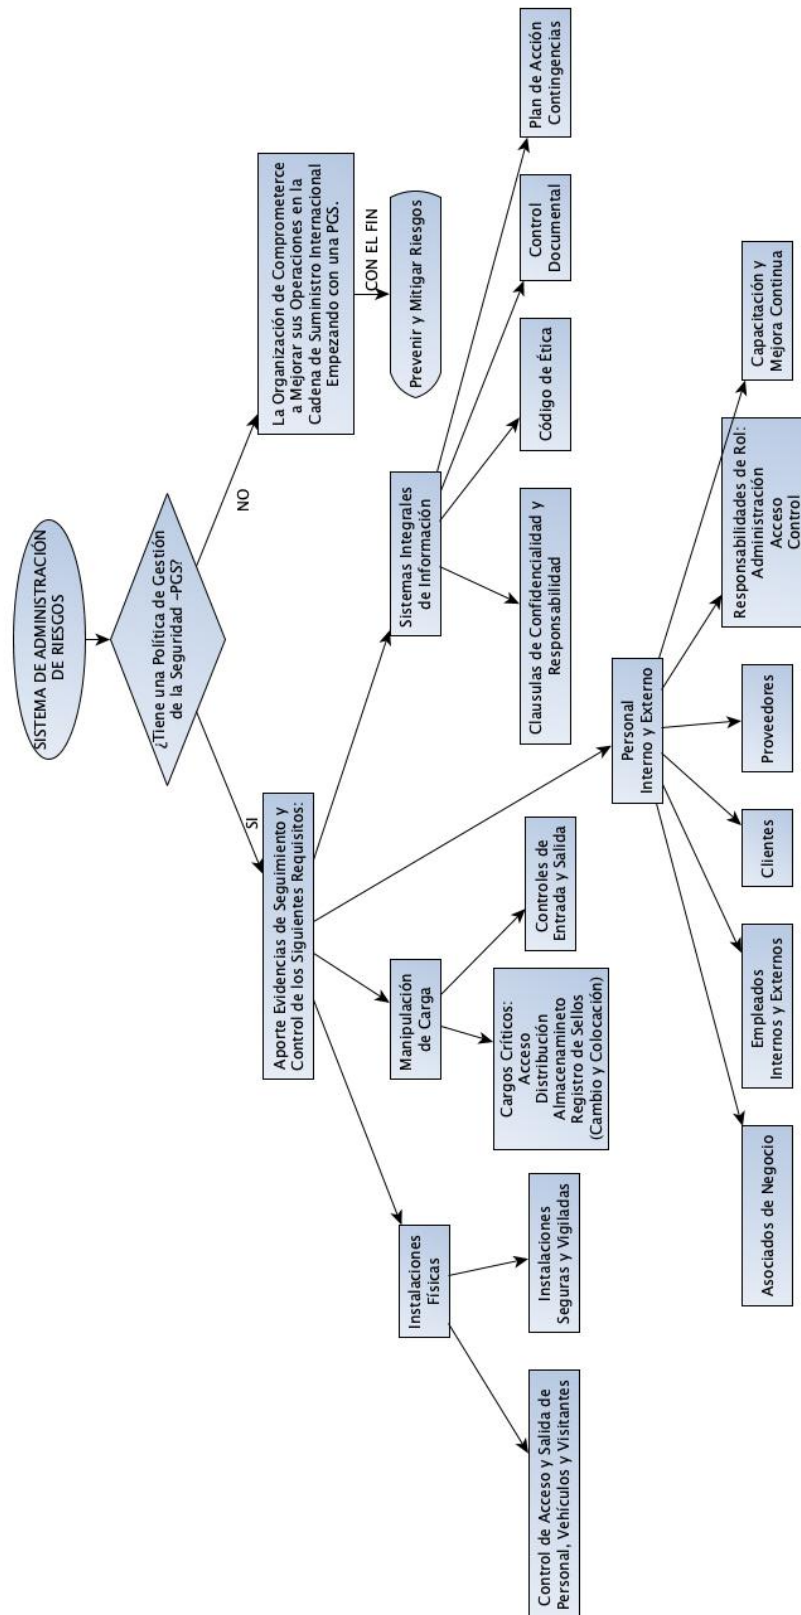 SISTEMA DE ADMINISTRACIÓN
DE RIESGOS
¿Tiene una Política de Gestión
de la Seguridad -PGS?
SI
NO
Aporte Evidencias de Seguimiento y
Control de los Siguientes Requisitos:
La Organización de Comprometerce
a Mejorar sus Operaciones en la
Cadena de Suministro Internacional
Empezando con una PGS.
CON EL FIN
Prevenir y Mitigar Riesgos
Instalaciones
Físicas
Manipulación
de Carga
Sistemas Integrales
de Información
Control de Acceso y Salida de
Personal, Vehículos y Visitantes
Instalaciones
Seguras y Vigiladas
Cargos Críticos:
Acceso
Distribución
Almacenamineto
Registro de Sellos
(Cambio y Colocación)
Controles de
Entrada y Salida
Clausulas de Confidencialidad y
Responsabilidad
Código de Ética
Control
Documental
Plan de Acción
Contingencias
Personal
Interno y Externo
Asociados de Negocio
Empleados
Internos y Externos
Clientes
Proveedores
Responsabilidades de Rol:
Administración
Acceso
Control
Capacitación y
Mejora Continua